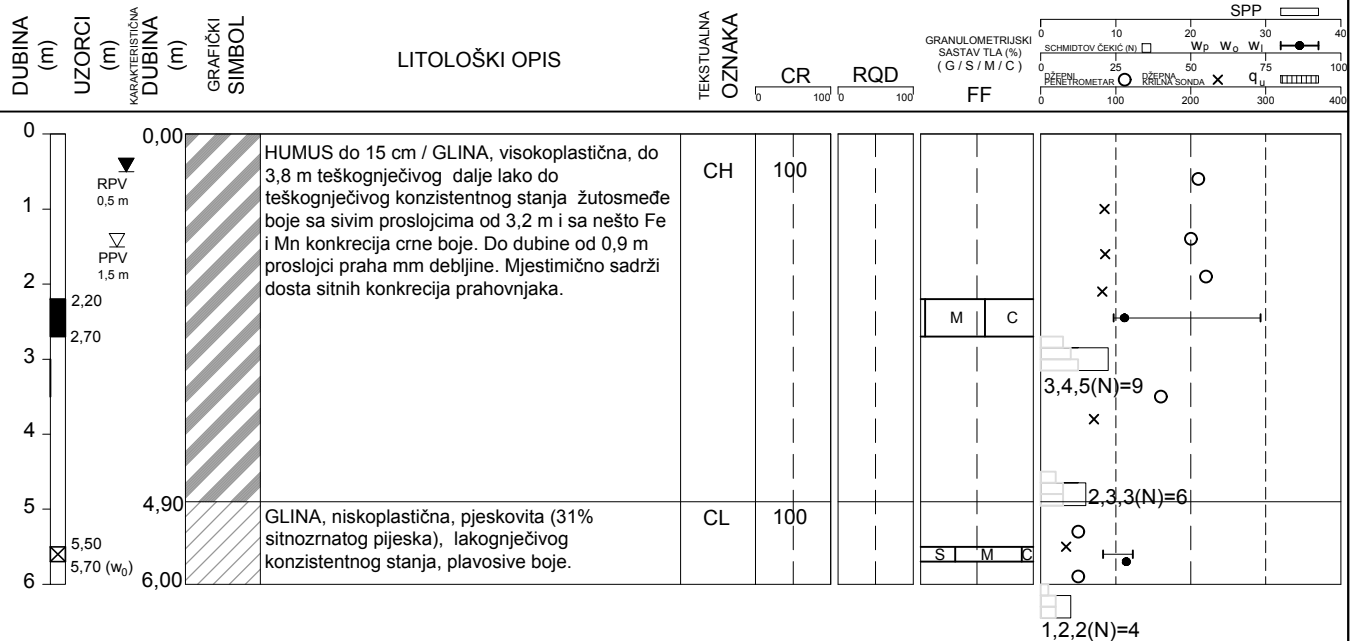 DUBINA (m)
UZORCI (m)
KARAKTERISTIČNA DUBINA (m)
GRAFIČKI SIMBOL
LITOLOŠKI OPIS
TEKSTUALNA OZNAKA
CR
0 100
RQD
0 100
GRANULOMETRIJSKI
SASTAV TLA (%)
( G / S / M / C )
FF
SPP
0 10 20 30 40
SCHMIDTOV ČEKIĆ (N)
Wp Wo Wl
0 25 50 75 100
DŽEPNI PENETROMETAR
DŽEPNA KRILNA SONDA
qu
0 100 200 300 400
0
1
2
3
4
5
6
RPV
0,5 m
PPV
1,5 m
2,20
2,70
5,50
5,70 (w0)
0,00
4,90
6,00
HUMUS do 15 cm / GLINA, visokoplastična, do
3,8 m teškognječivog dalje lako do
teškognječivog konzistentnog stanja žutosmeđe
boje sa sivim proslojcima od 3,2 m i sa nešto Fe
i Mn konkrecija crne boje. Do dubine od 0,9 m
proslojci praha mm debljine. Mjestimično sadrži
dosta sitnih konkrecija prahovnjaka.
CH
100
M C
3,4,5(N)=9
2,3,3(N)=6
GLINA, niskoplastična, pjeskovita (31%
sitnozrnatog pijeska), lakognječivog
konzistentnog stanja, plavosive boje.
CL
100
S M C
1,2,2(N)=4